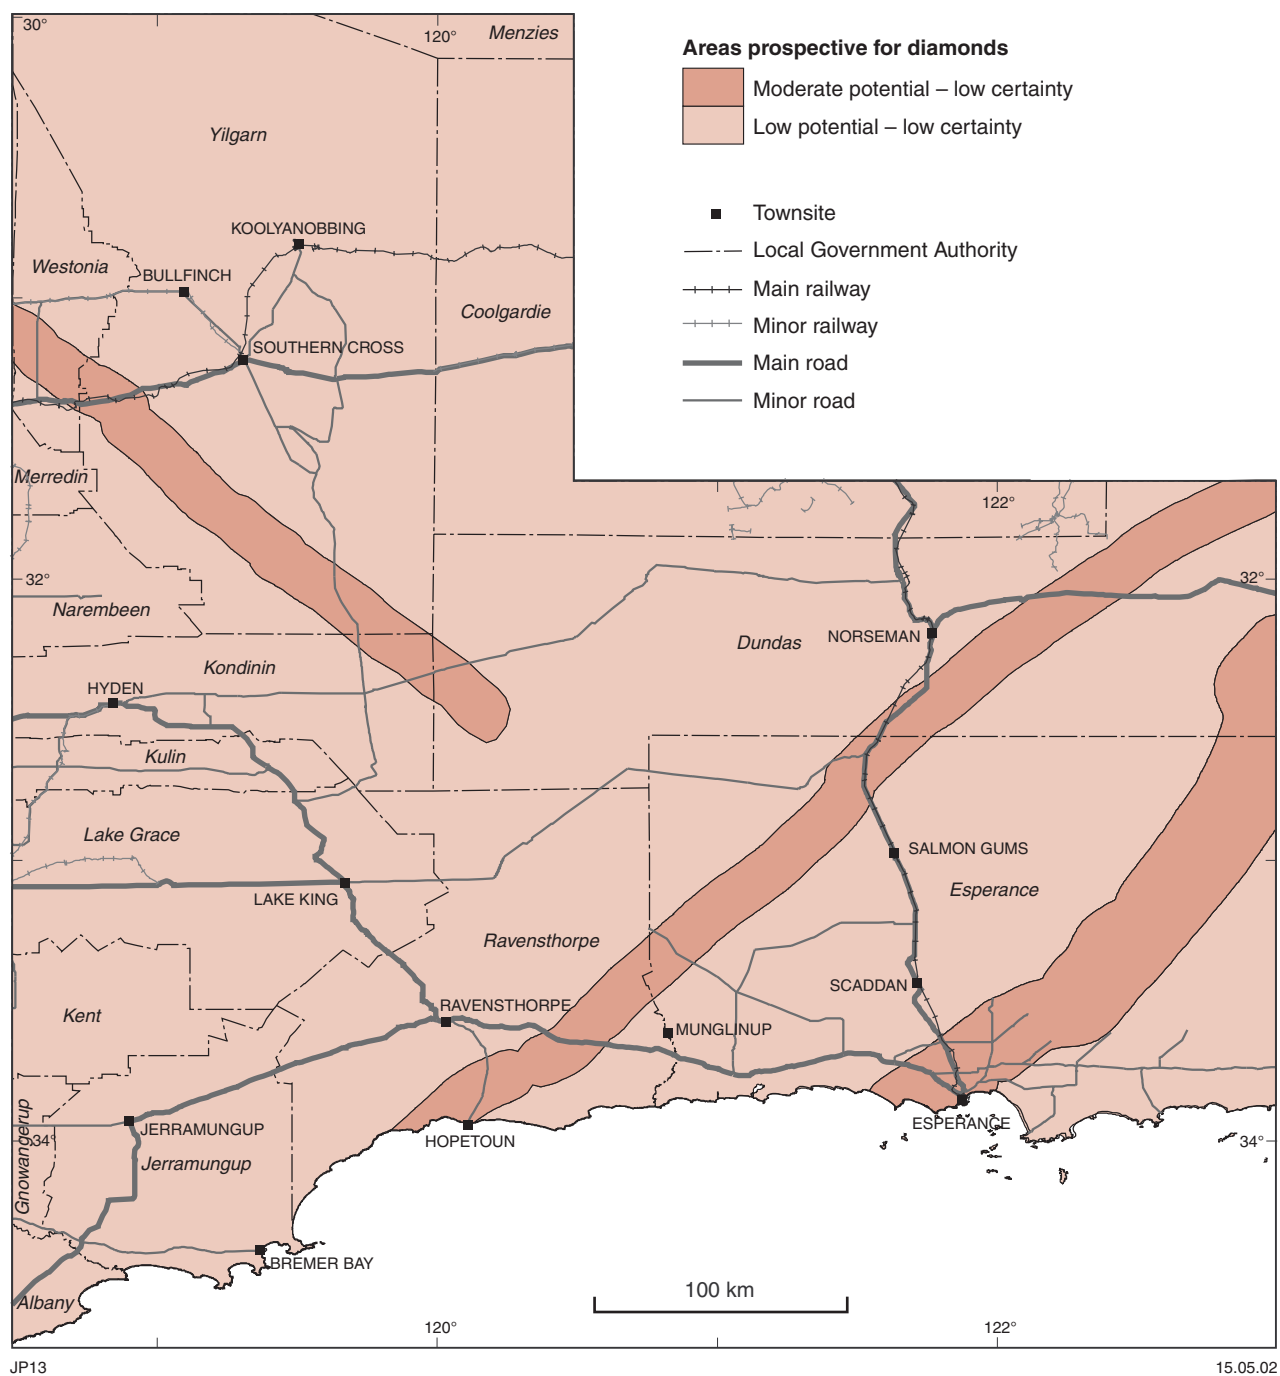 30°
120°
Menzies
Areas prospective for diamonds
Moderate potential – low certainty
Low potential – low certainty
Yilgarn
Townsite
KOOLYANOBBING
Local Government Authority
Westonia
BULLFINCH
Main railway
Coolgardie
Minor railway
SOUTHERN CROSS
Main road
Minor road
Merredin
122°
32°
32°
Narembeen
NORSEMAN
Dundas
Kondinin
HYDEN
Kulin
Lake Grace
SALMON GUMS
Esperance
LAKE KING
Ravensthorpe
SCADDAN
RAVENSTHORPE
Kent
MUNGLINUP
JERRAMUNGUP
ESPERANCE
34°
HOPETOUN
34°
Gnowangerup
Jerramungup
BREMER BAY
100 km
Albany
120°
122°
JP13
15.05.02